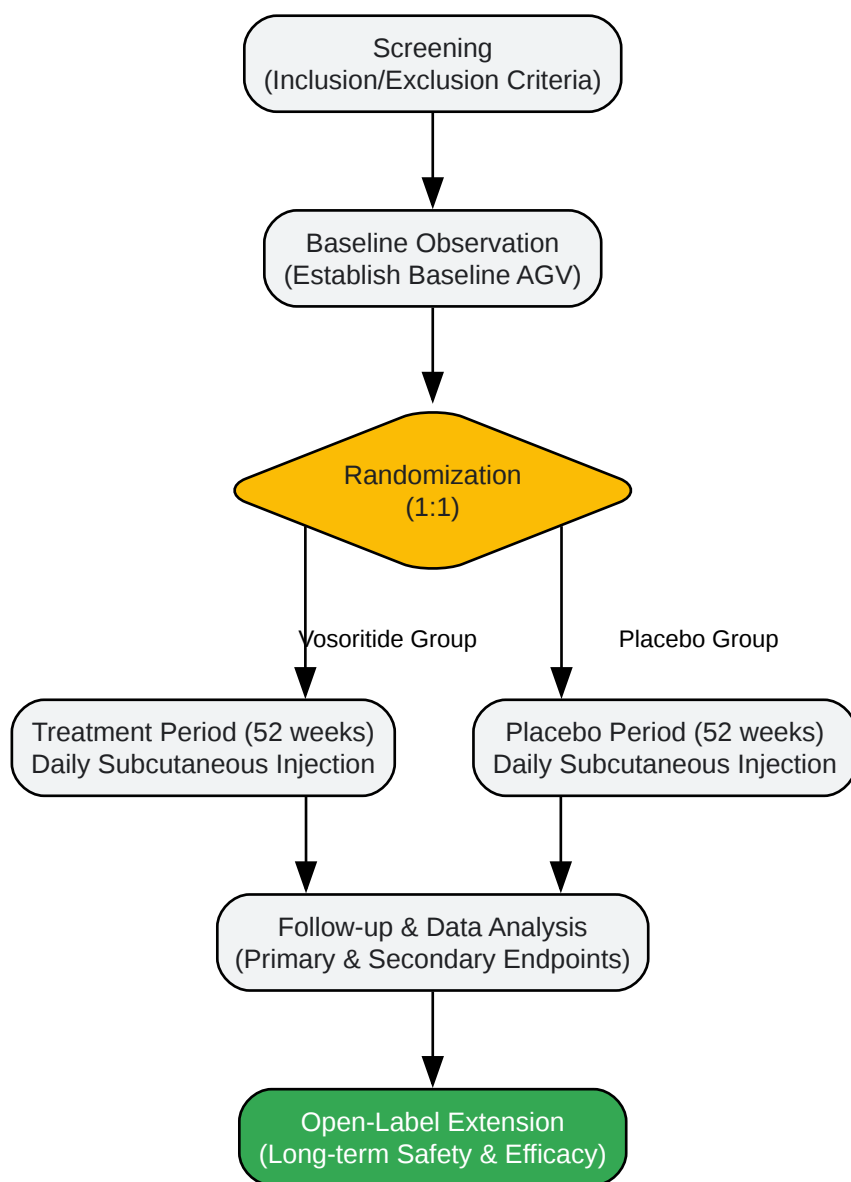 Screening
(Inclusion/Exclusion Criteria)
Baseline Observation
(Establish Baseline AGV)
Randomization
(1:1)
Vosoritide Group
Placebo Group
Treatment Period (52 weeks)
Daily Subcutaneous Injection
Placebo Period (52 weeks)
Daily Subcutaneous Injection
Follow-up & Data Analysis
(Primary & Secondary Endpoints)
Open-Label Extension
(Long-term Safety & Efficacy)